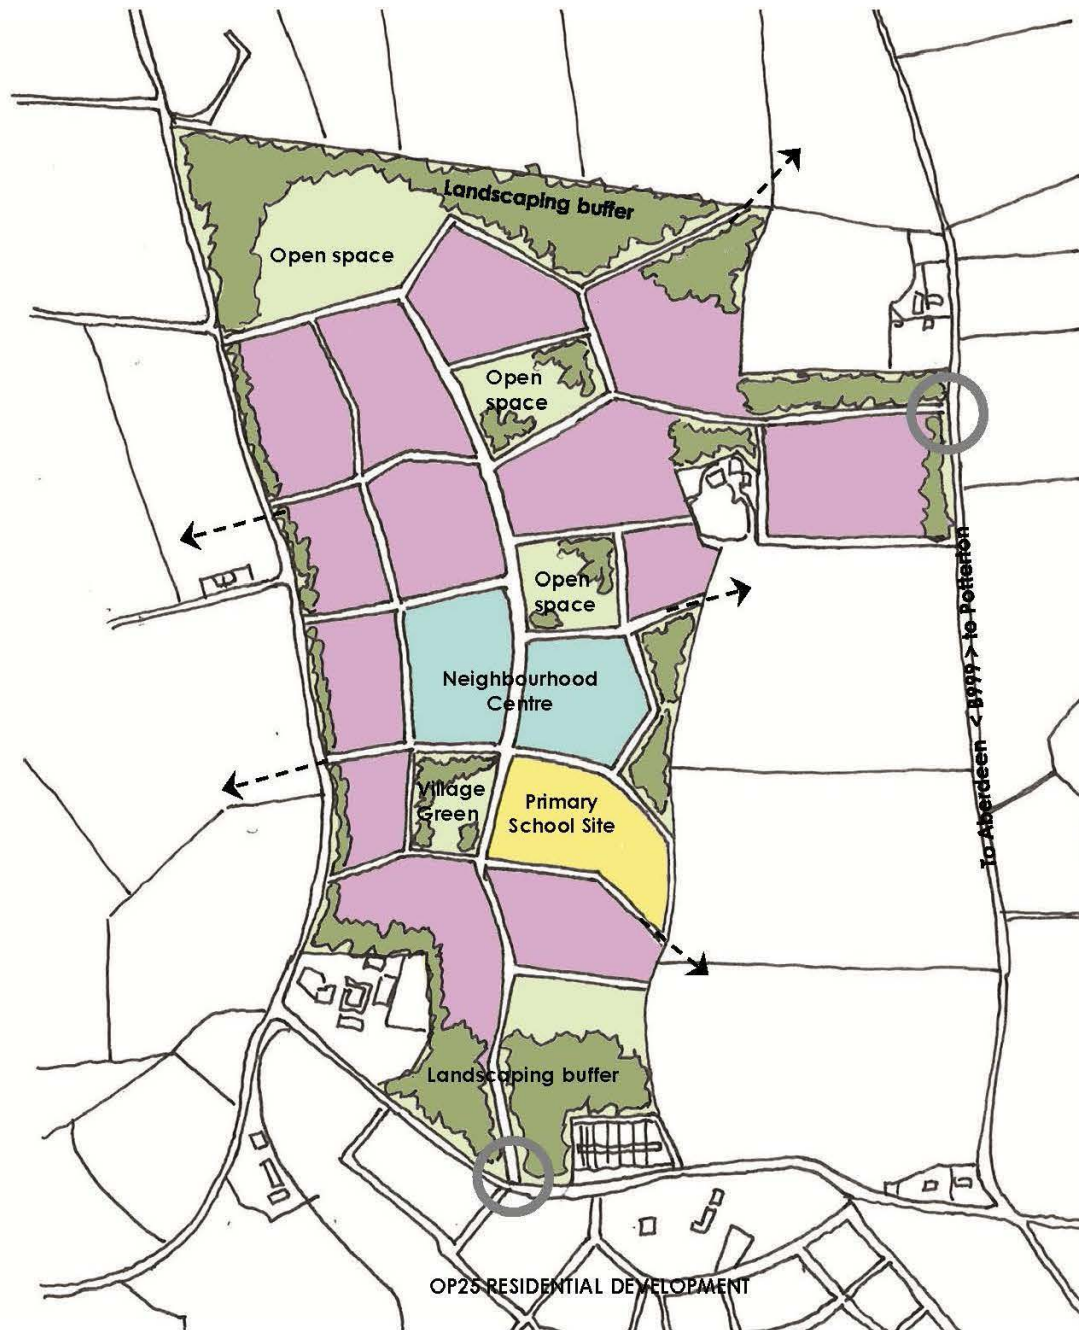 Landscaping buffer
Open space
Open
space
Open
space
Neighbourhood
Centre
Village
Green
Primary
School Site
To Aberdeen < B999 > to Potterton
Landscaping buffer
OP25 RESIDENTIAL DEVELOPMENT